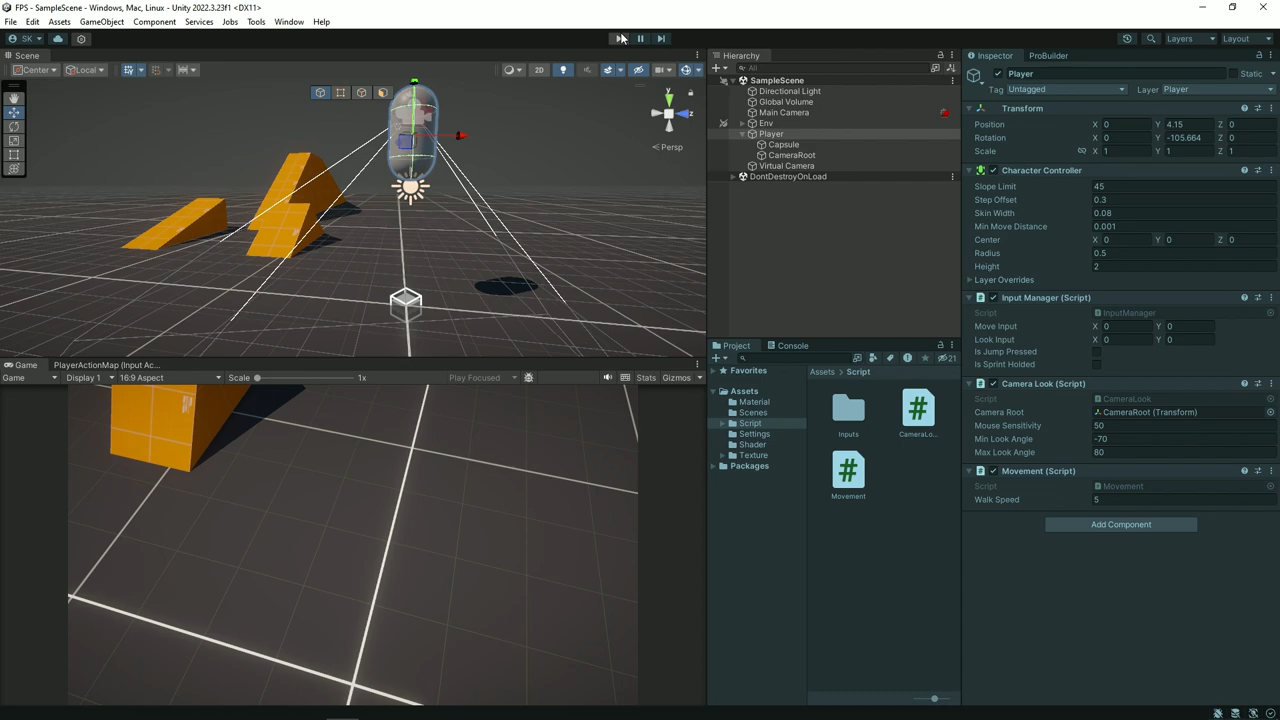 FPS - SampleScene - Windows, Mac, Linux - Unity 2022.3.23f1 <DX11>
File Edit Assets GameObject Component Services Jobs Tools Window Help
SK Layers Layout
Scene
Center Local 2D
y
z
Persp
Game PlayerActionMap (Input Ac...
Game Display 1 16:9 Aspect Scale 1x Play Focused Stats Gizmos
Hierarchy
All
SampleScene
Directional Light
Global Volume
Main Camera
Env
Player
Capsule
CameraRoot
Virtual Camera
DontDestroyOnLoad
Project Console
21
Favorites
Assets
Material
Scenes
Script
Settings
Shader
Texture
Packages
Assets > Script
Inputs
CameraLo...
Movement
Inspector ProBuilder
Player Static
Tag Untagged Layer Player
Transform
Position X 0 Y 4.15 Z 0
Rotation X 0 Y -105.664 Z 0
Scale X 1 Y 1 Z 1
Character Controller
Slope Limit 45
Step Offset 0.3
Skin Width 0.08
Min Move Distance 0.001
Center X 0 Y 0 Z 0
Radius 0.5
Height 2
Layer Overrides
Input Manager (Script)
Script InputManager
Move Input X 0 Y 0
Look Input X 0 Y 0
Is Jump Pressed
Is Sprint Holded
Camera Look (Script)
Script CameraLook
Camera Root CameraRoot (Transform)
Mouse Sensitivity 50
Min Look Angle -70
Max Look Angle 80
Movement (Script)
Script Movement
Walk Speed 5
Add Component